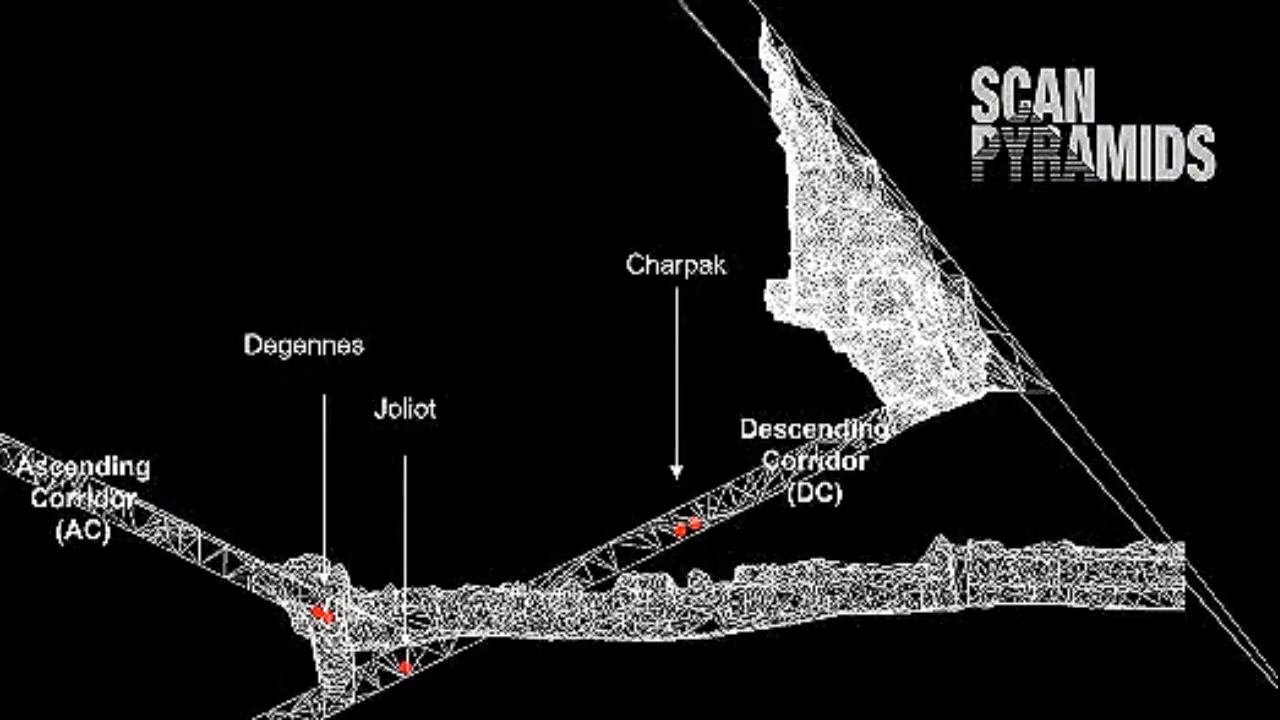 SCAN
PYRAMIDS
Charpak
Degennes
Joliot
Descending
Corridor
(DC)
Ascending
Corridor
(AC)